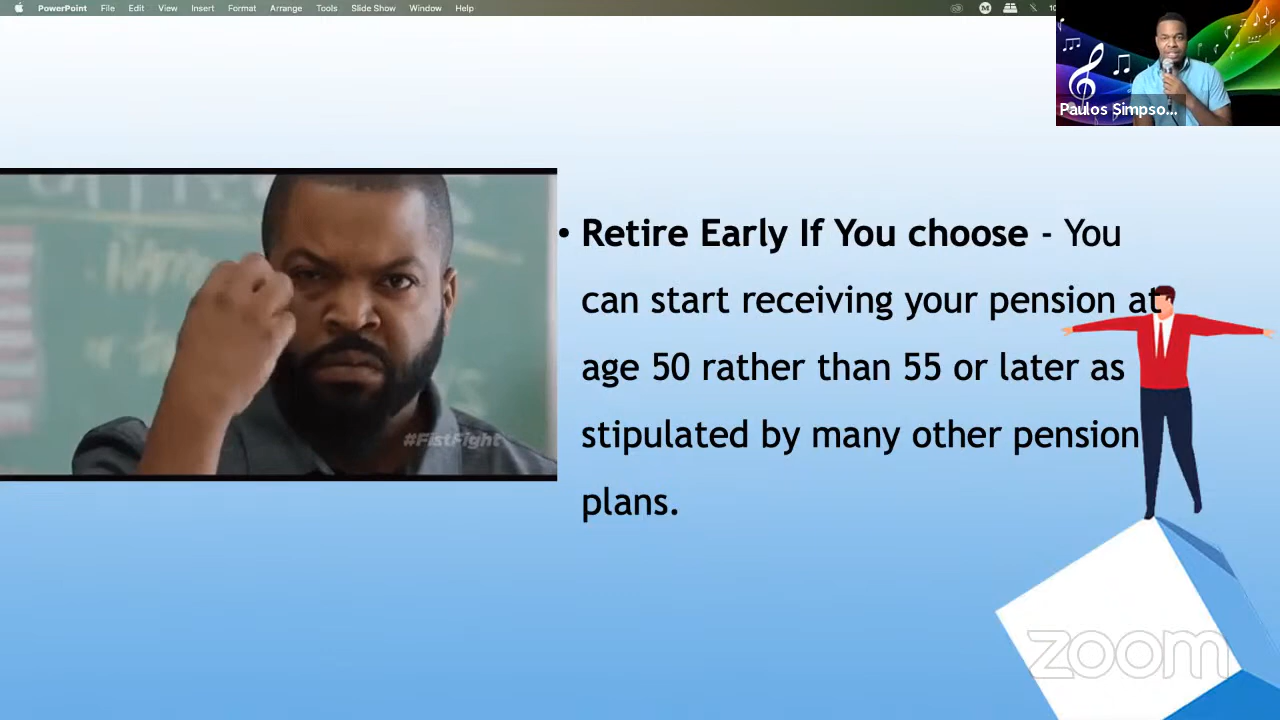 PowerPoint File Edit View Insert Format Arrange Tools Slide Show Window Help
Paulos Simpso...
• Retire Early If You choose - You
can start receiving your pension at
age 50 rather than 55 or later as
stipulated by many other pension
plans.
#FistFight
zoom